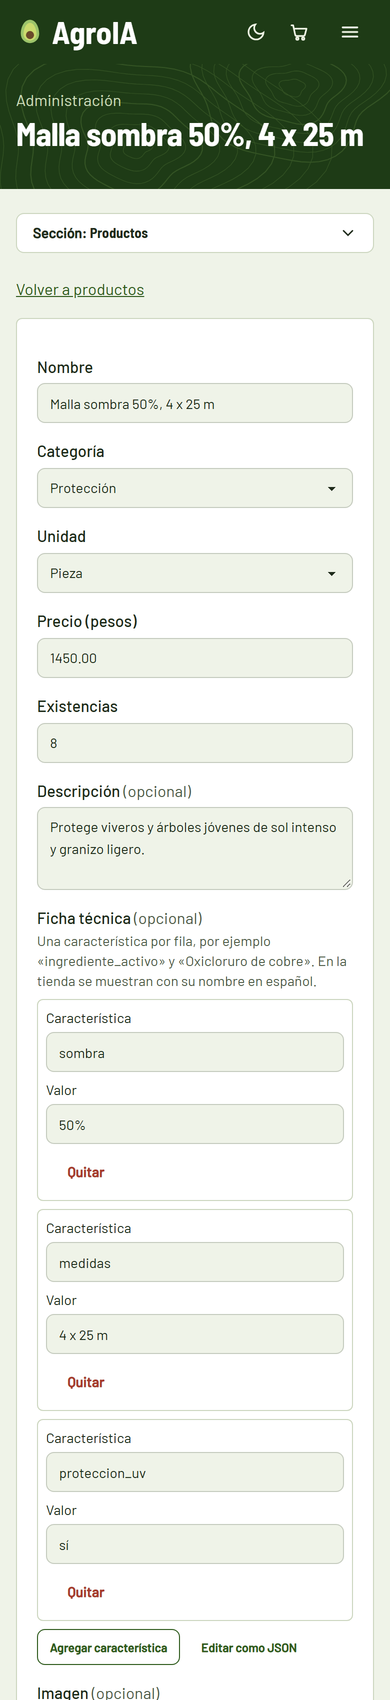 AgroIA
Administración
Malla sombra 50%, 4 x 25 m
Sección: Productos
Volver a productos
Nombre
Malla sombra 50%, 4 x 25 m
Categoría
Protección
Unidad
Pieza
Precio (pesos)
1450.00
Existencias
8
Descripción (opcional)
Protege viveros y árboles jóvenes de sol intenso
y granizo ligero.
Ficha técnica (opcional)
Una característica por fila, por ejemplo
«ingrediente_activo» y «Oxicloruro de cobre». En la
tienda se muestran con su nombre en español.
Característica
sombra
Valor
50%
Quitar
Característica
medidas
Valor
4 x 25 m
Quitar
Característica
proteccion_uv
Valor
sí
Quitar
Agregar característica
Editar como JSON
Imagen (opcional)